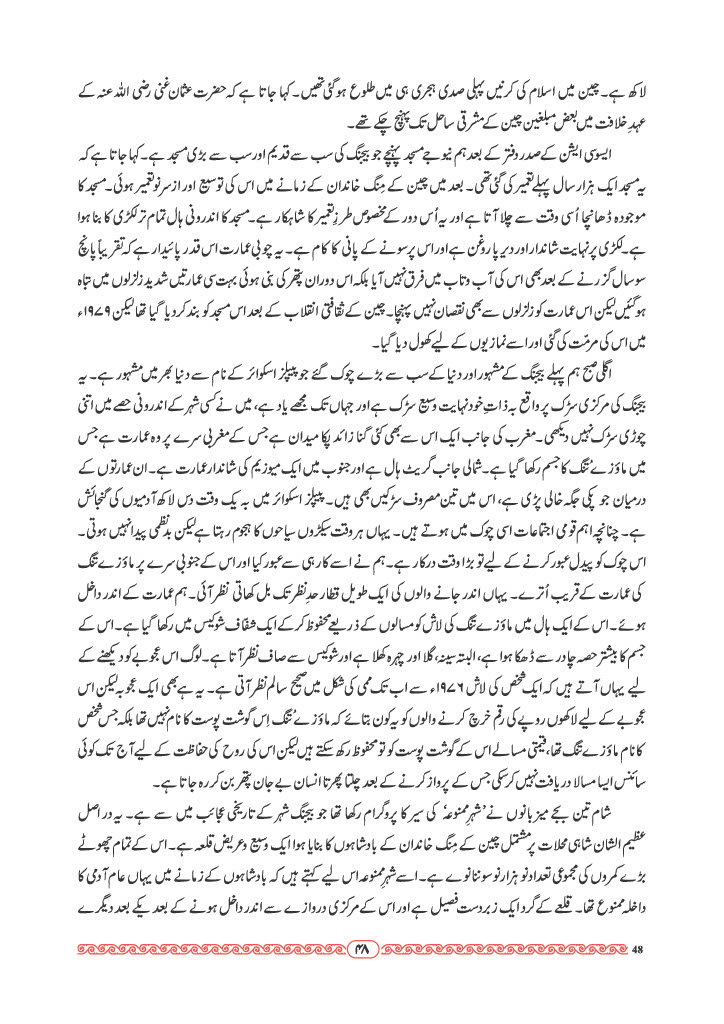 لاکھ ہے۔ چین میں اسلام کی کرنیں پہلی صدی ہجری ہی میں طلوع ہوگئی تھیں۔ کہا جاتا ہے کہ حضرت عثمان غنی رضی اللہ عنہ کے
عہدِ خلافت میں بعض مبلغین چین کے مشرقی ساحل تک پہنچ چکے تھے۔
ایسوسی ایشن کے صدر دفتر کے بعد ہم نیوجے مسجد پہنچے جو بیجنگ کی سب سے قدیم اور سب سے بڑی مسجد ہے۔ کہا جاتا ہے کہ
یہ مسجد ایک ہزار سال پہلے تعمیر کی گئی تھی۔ بعد میں چین کے مِنگ خاندان کے زمانے میں اس کی توسیع اور از سرِ نو تعمیر ہوئی۔ مسجد کا
موجودہ ڈھانچا اُسی وقت سے چلا آتا ہے اور یہ اُس دور کے مخصوص طرزِ تعمیر کا شاہکار ہے۔ مسجد کا اندرونی ہال تمام تر لکڑی کا بنا ہوا
ہے۔ لکڑی پر نہایت شاندار اور دیرپا روغن ہے اور اس پر سونے کے پانی کا کام ہے۔ یہ چوبی عمارت اس قدر پائیدار ہے کہ تقریباً پانچ
سو سال گزرنے کے بعد بھی اس کی آب و تاب میں فرق نہیں آیا بلکہ اس دوران پتھر کی بنی ہوئی بہت سی عمارتیں شدید زلزلوں میں تباہ
ہوگئیں لیکن اس عمارت کو زلزلوں سے بھی نقصان نہیں پہنچا۔ چین کے ثقافتی انقلاب کے بعد اس مسجد کو بند کر دیا گیا تھا لیکن ۱۹۷۹ء
میں اس کی مرمّت کی گئی اور اسے نمازیوں کے لیے کھول دیا گیا۔
اگلی صبح ہم پہلے بیجنگ کے مشہور اور دنیا کے سب سے بڑے چوک گئے جو پیپلز اسکوائر کے نام سے دنیا بھر میں مشہور ہے۔ یہ
بیجنگ کی مرکزی سڑک پر واقع بہ ذاتِ خود نہایت وسیع سڑک ہے اور جہاں تک مجھے یاد ہے، میں نے کسی شہر کے اندرونی حصے میں اتنی
چوڑی سڑک نہیں دیکھی۔ مغرب کی جانب ایک اس سے بھی کئی گنا زائد پکا میدان ہے جس کے مغربی سرے پر وہ عمارت ہے جس
میں ماؤزے تُنگ کا جسم رکھا گیا ہے۔ شمالی جانب گریٹ ہال ہے اور جنوب میں ایک میوزیم کی شاندار عمارت ہے۔ ان عمارتوں کے
درمیان جو پکی جگہ خالی پڑی ہے، اس میں تین مصروف سڑکیں بھی ہیں۔ پیپلز اسکوائر میں بہ یک وقت دس لاکھ آدمیوں کی گنجائش
ہے۔ چنانچہ اہم قومی اجتماعات اسی چوک میں ہوتے ہیں۔ یہاں ہر وقت سیکڑوں سیاحوں کا ہجوم رہتا ہے لیکن بدنظمی پیدا نہیں ہوتی۔
اس چوک کو پیدل عبور کرنے کے لیے تو بڑا وقت درکار ہے۔ ہم نے اسے کار ہی سے عبور کیا اور اس کے جنوبی سرے پر ماؤزے تنگ
کی عمارت کے قریب اُترے۔ یہاں اندر جانے والوں کی ایک طویل قطار حدِ نظر تک بل کھاتی نظر آئی۔ ہم عمارت کے اندر داخل
ہوئے۔ اس کے ایک ہال میں ماؤزے تنگ کی لاش کو مسالوں کے ذریعے محفوظ کرکے ایک شفّاف شوکیس میں رکھا گیا ہے۔ اس کے
جسم کا بیشتر حصہ چادر سے ڈھکا ہوا ہے، البتہ سینہ، گلا اور چہرہ کھلا ہے اور شوکیس سے صاف نظر آتا ہے۔ لوگ اس عجوبے کو دیکھنے کے
لیے یہاں آتے ہیں کہ ایک شخص کی لاش ۱۹۷۶ء سے اب تک ممی کی شکل میں صحیح سالم نظر آتی ہے۔ یہ ہے بھی ایک عجوبہ لیکن اس
عجوبے کے لیے لاکھوں روپے کی رقم خرچ کرنے والوں کو یہ کون بتائے کہ ماؤزے تُنگ اِس گوشت پوست کا نام نہیں تھا بلکہ جس شخص
کا نام ماؤزے تنگ تھا، قیمتی مسالے اس کے گوشت پوست کو تو محفوظ رکھ سکتے ہیں لیکن اس کی روح کی حفاظت کے لیے آج تک کوئی
سائنس ایسا مسالا دریافت نہیں کرسکی جس کے پرواز کرنے کے بعد چلتا پھرتا انسان بے جان پتھر بن کر رہ جاتا ہے۔
شام تین بجے میزبانوں نے ’شہرِ ممنوعہ‘ کی سیر کا پروگرام رکھا تھا جو بیجنگ شہر کے تاریخی عجائب میں سے ہے۔ یہ دراصل
عظیم الشان شاہی محلات پر مشتمل چین کے مِنگ خاندان کے بادشاہوں کا بنایا ہوا ایک وسیع و عریض قلعہ ہے۔ اس کے تمام چھوٹے
بڑے کمروں کی مجموعی تعداد نو ہزار نو سو ننانوے ہے۔ اسے شہرِ ممنوعہ اس لیے کہتے ہیں کہ بادشاہوں کے زمانے میں یہاں عام آدمی کا
داخلہ ممنوع تھا۔ قلعے کے گرد ایک زبردست فصیل ہے اور اس کے مرکزی دروازے سے اندر داخل ہونے کے بعد یکے بعد دیگرے
۴۸
48